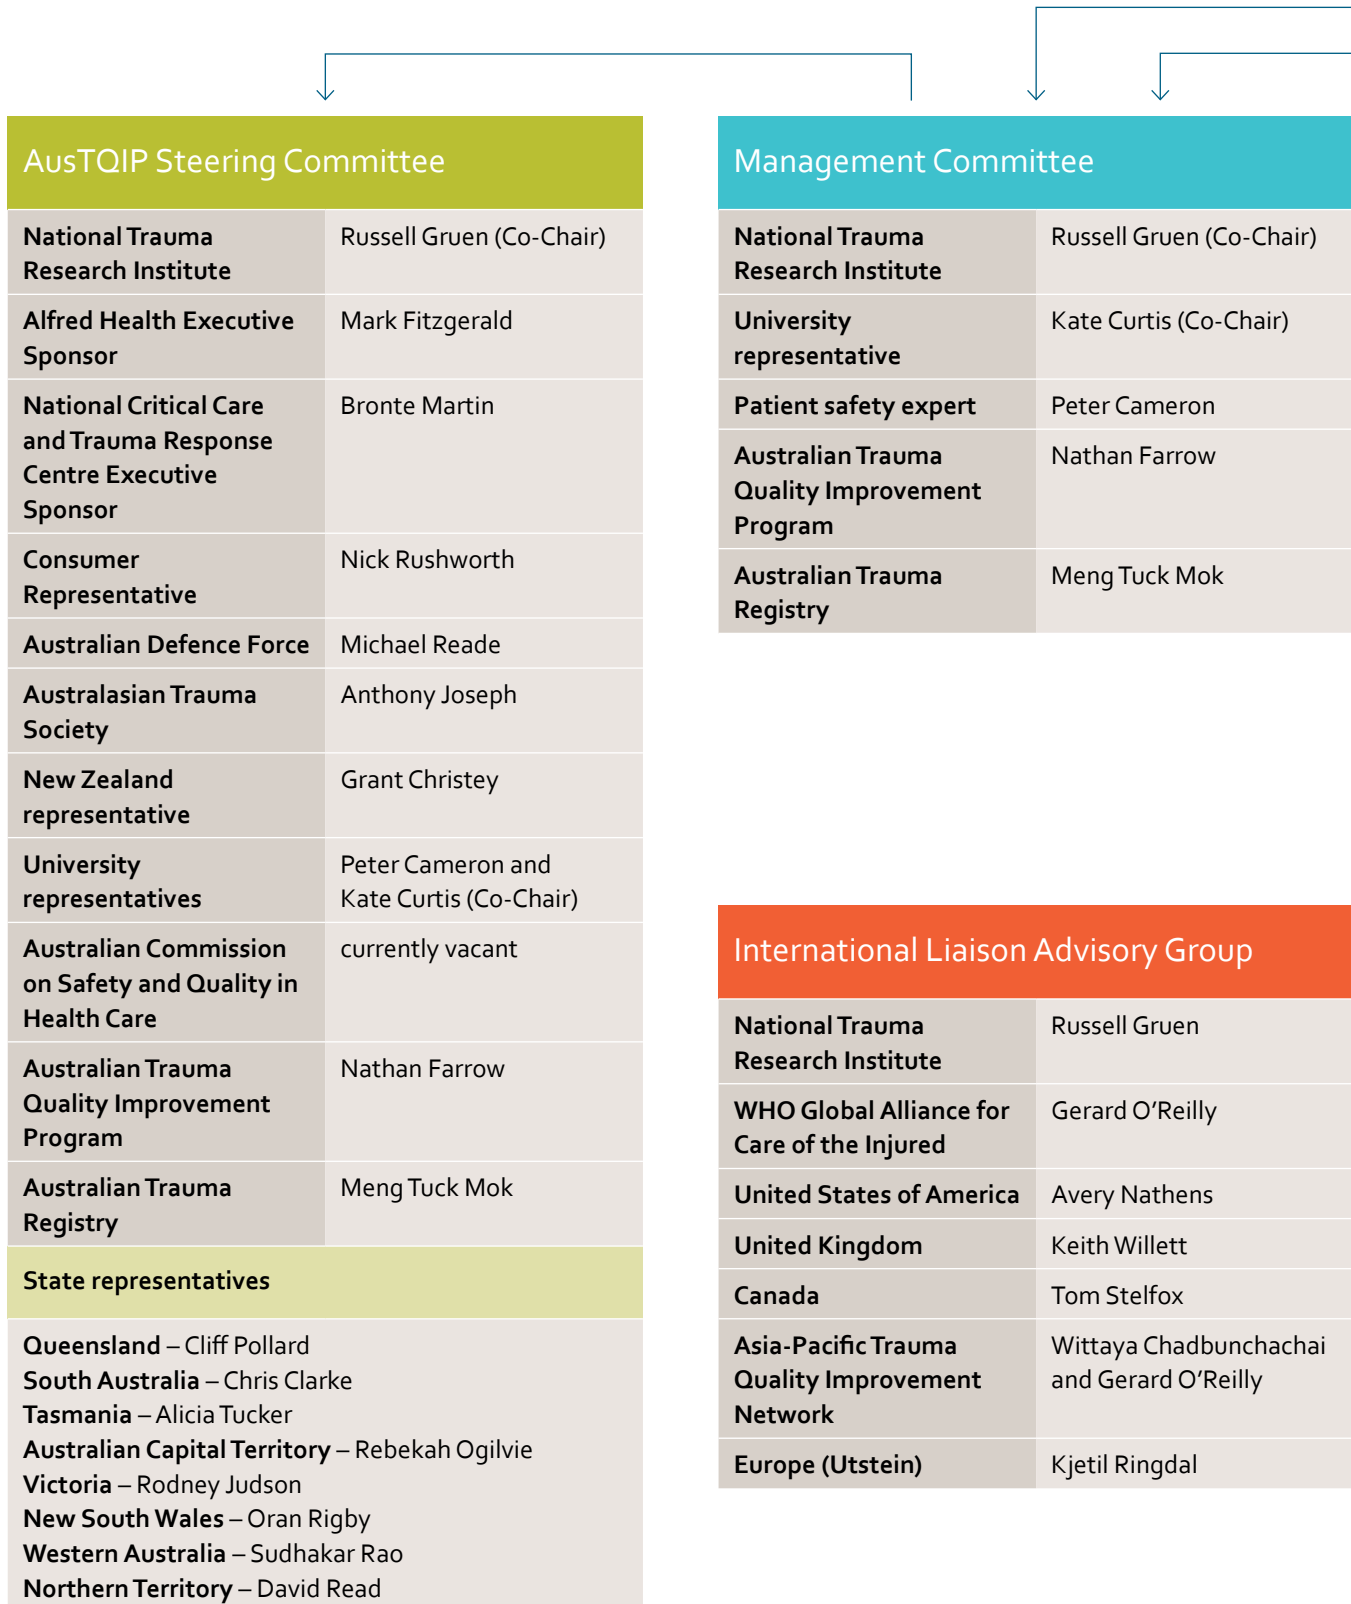 AusTQIP Steering Committee
National Trauma
Research Institute
Russell Gruen (Co-Chair)
Alfred Health Executive
Sponsor
Mark Fitzgerald
National Critical Care
and Trauma Response
Centre Executive
Sponsor
Bronte Martin
Consumer
Representative
Nick Rushworth
Australian Defence Force
Michael Reade
Australasian Trauma
Society
Anthony Joseph
New Zealand
representative
Grant Christey
University
representatives
Peter Cameron and
Kate Curtis (Co-Chair)
Australian Commission
on Safety and Quality in
Health Care
currently vacant
Australian Trauma
Quality Improvement
Program
Nathan Farrow
Australian Trauma
Registry
Meng Tuck Mok
State representatives
Queensland – Cliff Pollard
South Australia – Chris Clarke
Tasmania – Alicia Tucker
Australian Capital Territory – Rebekah Ogilvie
Victoria – Rodney Judson
New South Wales – Oran Rigby
Western Australia – Sudhakar Rao
Northern Territory – David Read
Management Committee
National Trauma
Research Institute
Russell Gruen (Co-Chair)
University
representative
Kate Curtis (Co-Chair)
Patient safety expert
Peter Cameron
Australian Trauma
Quality Improvement
Program
Nathan Farrow
Australian Trauma
Registry
Meng Tuck Mok
International Liaison Advisory Group
National Trauma
Research Institute
Russell Gruen
WHO Global Alliance for
Care of the Injured
Gerard O’Reilly
United States of America
Avery Nathens
United Kingdom
Keith Willett
Canada
Tom Stelfox
Asia-Pacific Trauma
Quality Improvement
Network
Wittaya Chadbunchachai
and Gerard O’Reilly
Europe (Utstein)
Kjetil Ringdal